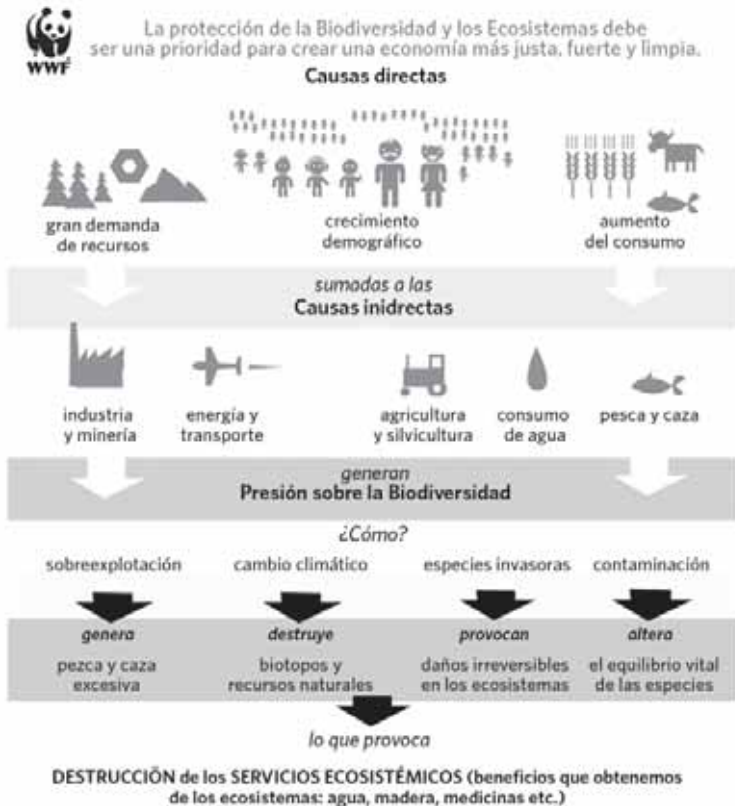 WWF
La protección de la Biodiversidad y los Ecosistemas debe
ser una prioridad para crear una economía más justa, fuerte y limpia.
Causas directas
gran demanda
de recursos
crecimiento
demográfico
aumento
del consumo
sumadas a las
Causas inidrectas
industria
y minería
energía y
transporte
agricultura
y silvicultura
consumo
de agua
pesca y caza
generan
Presión sobre la Biodiversidad
¿Cómo?
sobreexplotación
cambio climático
especies invasoras
contaminación
genera
destruye
provocan
altera
pezca y caza
excesiva
biotopos y
recursos naturales
daños irreversibles
en los ecosistemas
el equilibrio vital
de las especies
lo que provoca
DESTRUCCIÓN de los SERVICIOS ECOSISTÉMICOS (beneficios que obtenemos
de los ecosistemas: agua, madera, medicinas etc.)